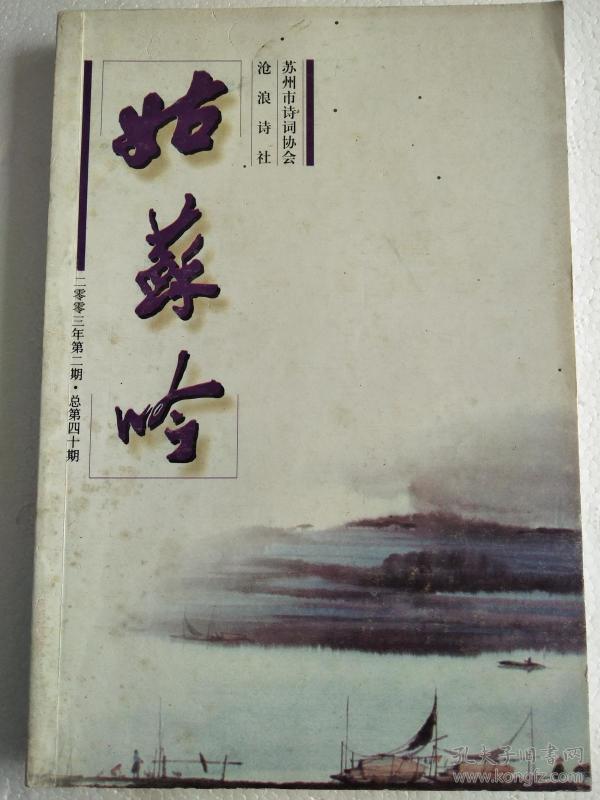 苏州市诗词协会
沧浪诗社
姑蘇吟
二零零三年第二期·总第四十期
孔夫子旧书网
www.kongfz.com